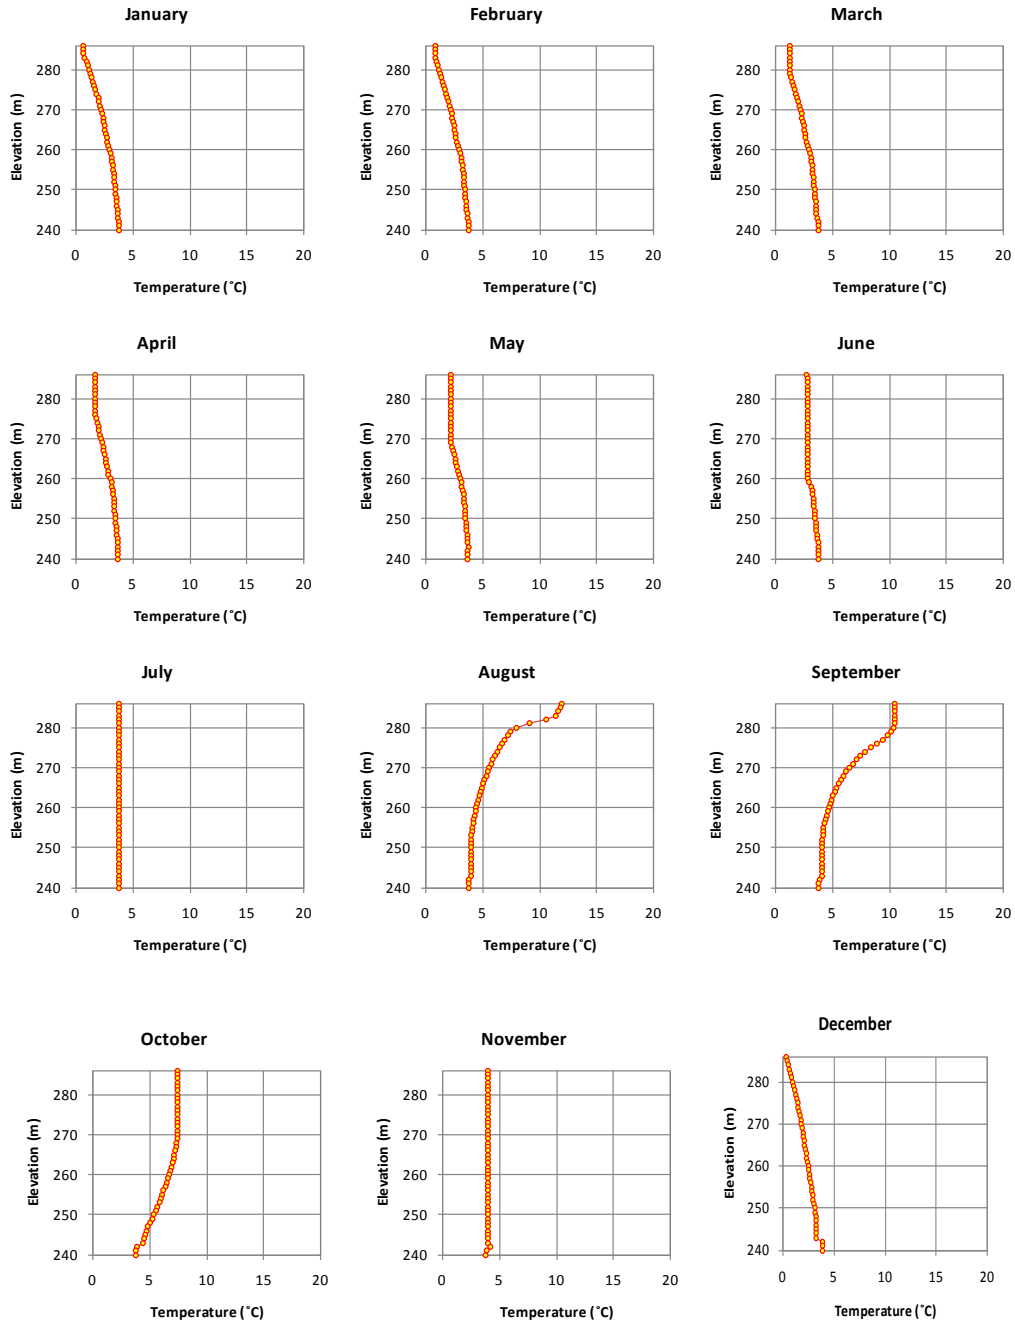 January February March
Elevation (m) Elevation (m) Elevation (m)
280 280 280
270 270 270
260 260 260
250 250 250
240 240 240
0 5 10 15 20 0 5 10 15 20 0 5 10 15 20
Temperature (˚C) Temperature (˚C) Temperature (˚C)
April May June
Elevation (m) Elevation (m) Elevation (m)
280 280 280
270 270 270
260 260 260
250 250 250
240 240 240
0 5 10 15 20 0 5 10 15 20 0 5 10 15 20
Temperature (˚C) Temperature (˚C) Temperature (˚C)
July August September
Elevation (m) Elevation (m) Elevation (m)
280 280 280
270 270 270
260 260 260
250 250 250
240 240 240
0 5 10 15 20 0 5 10 15 20 0 5 10 15 20
Temperature (˚C) Temperature (˚C) Temperature (˚C)
October November December
Elevation (m) Elevation (m) Elevation (m)
280 280 280
270 270 270
260 260 260
250 250 250
240 240 240
0 5 10 15 20 0 5 10 15 20 0 5 10 15 20
Temperature (˚C) Temperature (˚C) Temperature (˚C)